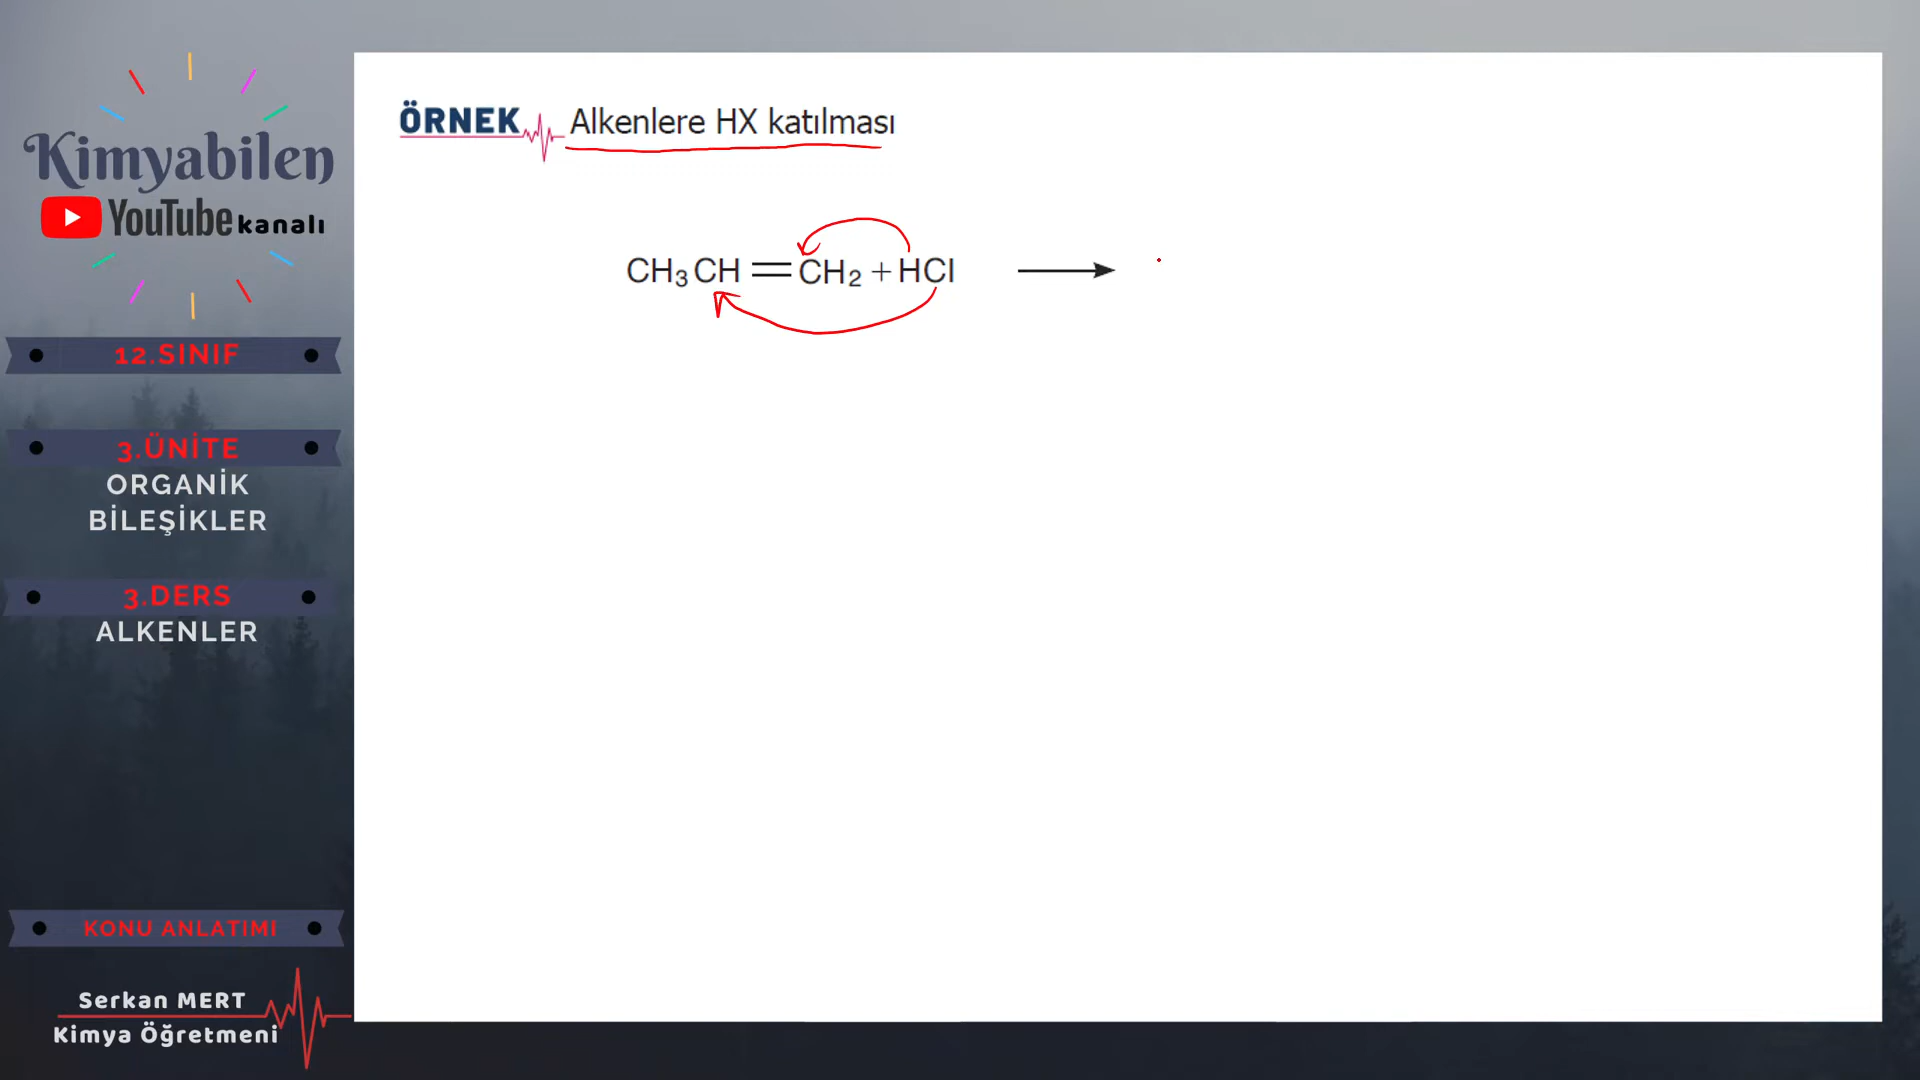 Kimyabilen
YouTube kanalı
12.SINIF
3.ÜNİTE
ORGANİK
BİLEŞİKLER
3.DERS
ALKENLER
KONU ANLATIMI
Serkan MERT
Kimya Öğretmeni
ÖRNEK Alkenlere HX katılması
CH₃CH=CH₂+HCl →